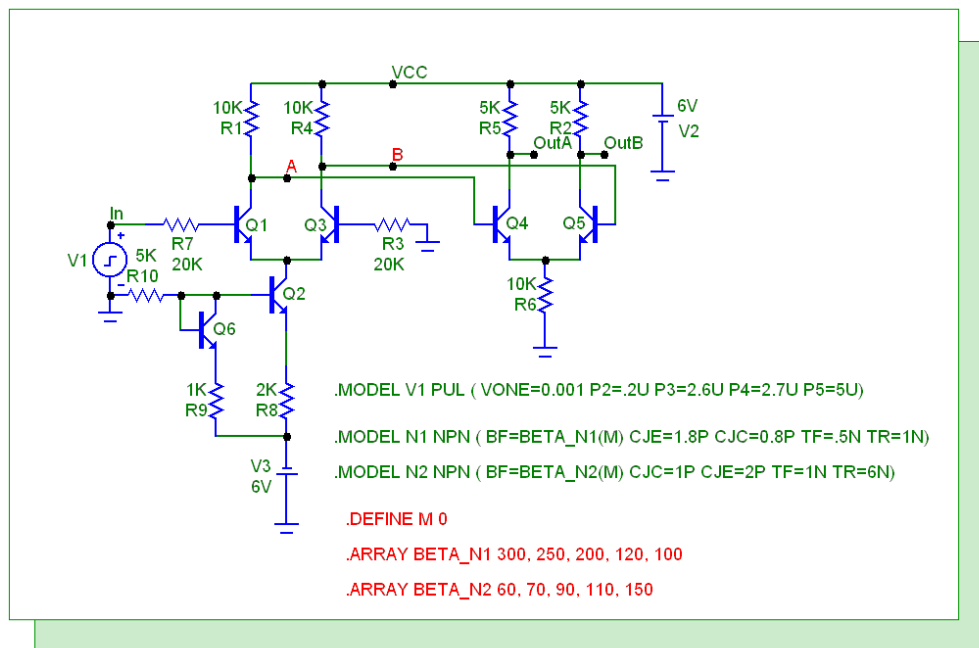 VCC
10K
R1
10K
R4
5K
R5
5K
R2
6V
V2
OutA
OutB
A
B
In
Q1
Q3
Q4
Q5
R7
20K
R3
20K
V1
+
-
5K
R10
Q2
10K
R6
Q6
1K
R9
2K
R8
.MODEL V1 PUL ( VONE=0.001 P2=.2U P3=2.6U P4=2.7U P5=5U)
.MODEL N1 NPN ( BF=BETA_N1(M) CJE=1.8P CJC=0.8P TF=.5N TR=1N)
V3
6V
.MODEL N2 NPN ( BF=BETA_N2(M) CJC=1P CJE=2P TF=1N TR=6N)
.DEFINE M 0
.ARRAY BETA_N1 300, 250, 200, 120, 100
.ARRAY BETA_N2 60, 70, 90, 110, 150